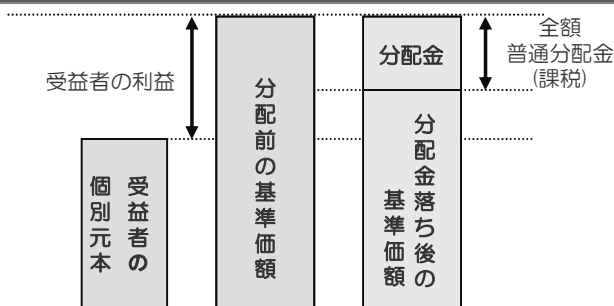 受益者の利益
受益者の
個別元本
分配前の基準価額
分配金
分配金落ち後の
基準価額
全額
普通分配金
(課税)